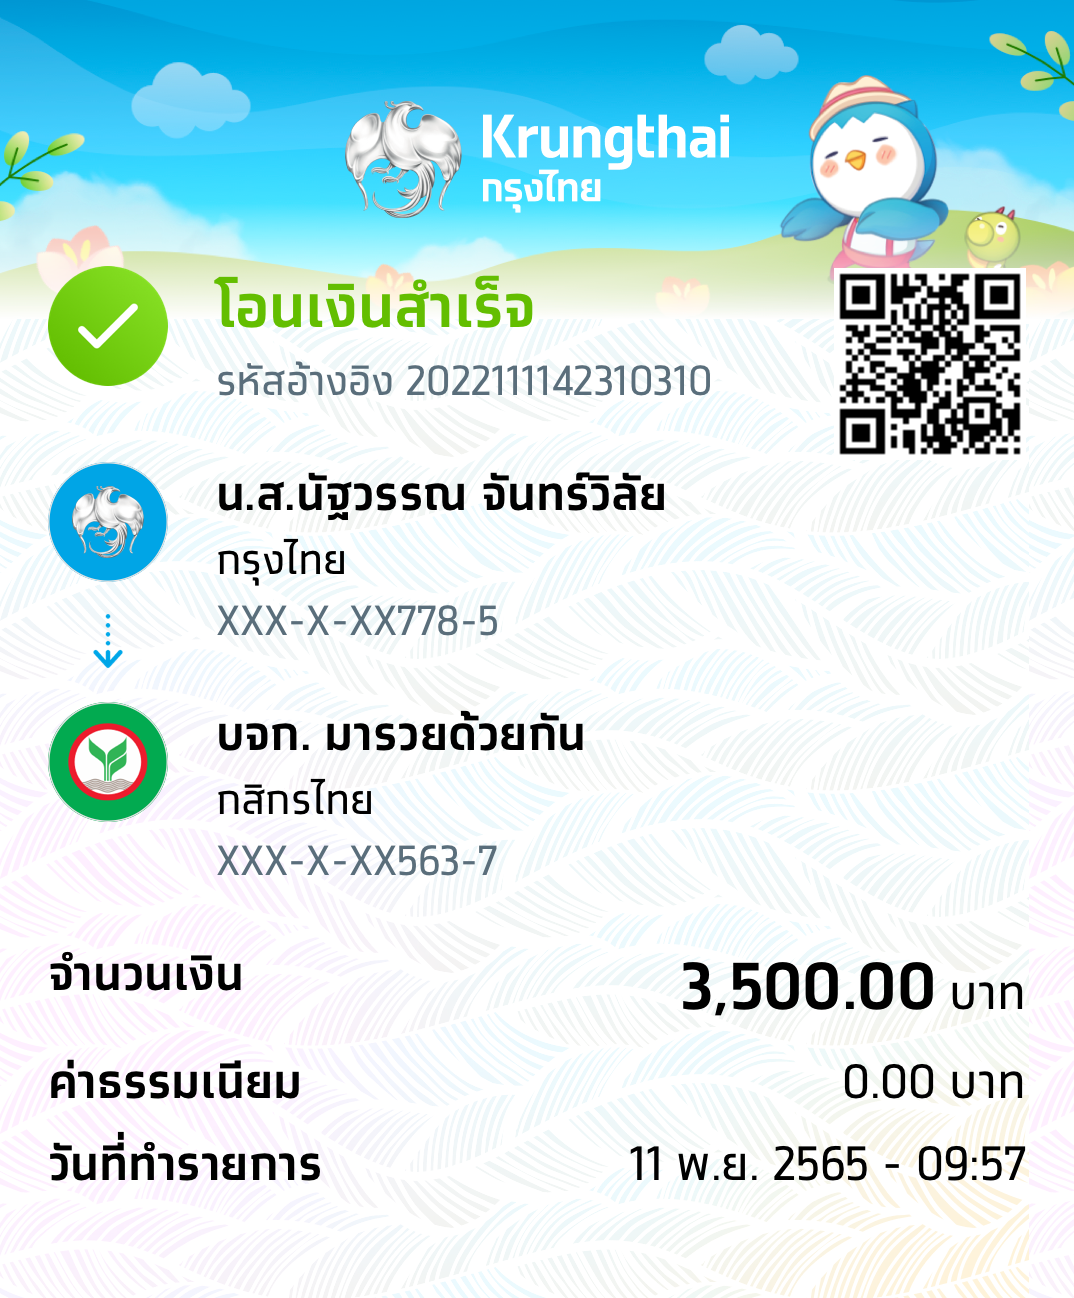 Krungthai
กรุงไทย
โอนเงินสำเร็จ
รหัสอ้างอิง 2022111142310310
น.ส.นัฐวรรณ จันทร์วิลัย
กรุงไทย
XXX-X-XX778-5
บจก. มารวยด้วยกัน
กสิกรไทย
XXX-X-XX563-7
จำนวนเงิน 3,500.00 บาท
ค่าธรรมเนียม 0.00 บาท
วันที่ทำรายการ 11 พ.ย. 2565 - 09:57